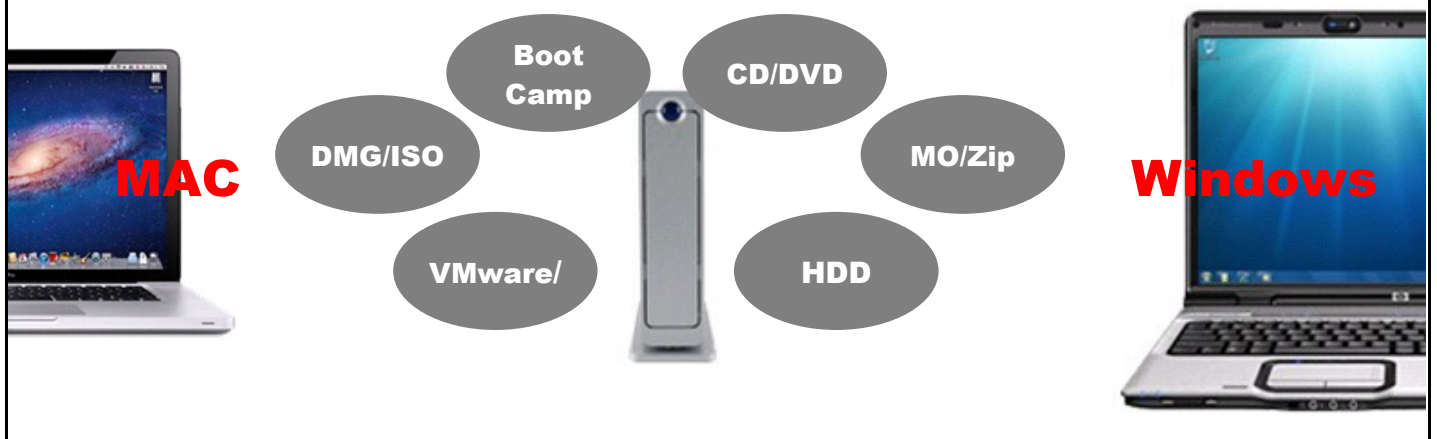 Boot
Camp
CD/DVD
DMG/ISO
MO/Zip
MAC
Windows
VMware/
HDD